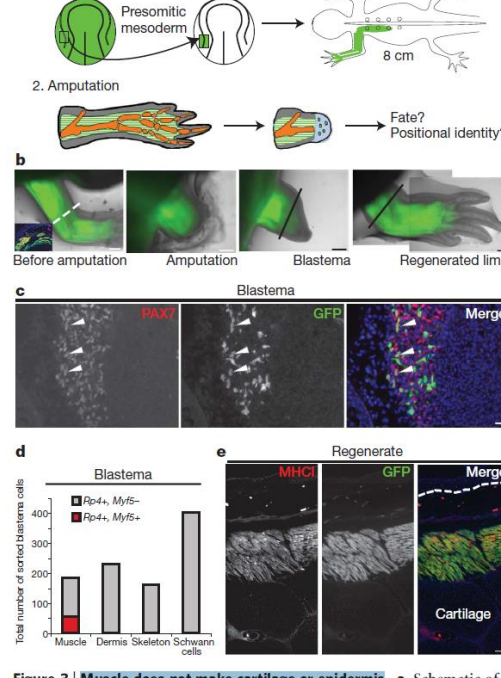 Presomitic
mesoderm
8 cm
2. Amputation
Fate?
Positional identity?
b
Before amputation
Amputation
Blastema
Regenerated lim
c
Blastema
PAX7
GFP
Merge
d
Blastema
Rp4+, Myf5–
Rp4+, Myf5+
Total number of sorted blastema cells
400
300
200
100
0
Muscle
Dermis
Skeleton
Schwann
cells
e
Regenerate
MHCI
GFP
Merge
Cartilage
Figure 3 | Muscle does not make cartilage or epidermis. a, Schematic of